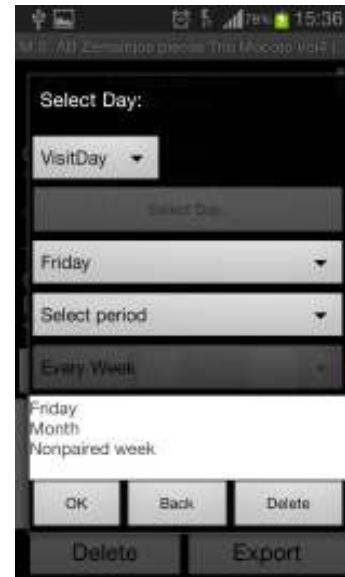 78% 15:36
Select Day:
VisitDay
Select Day
Friday
Select period
Every Week
Friday
Month
Nonpaired week
OK Back Delete
Delete Export